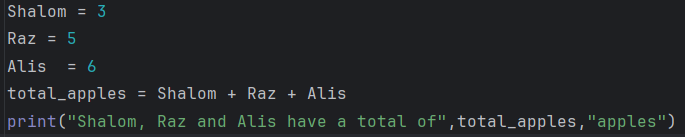 Shalom = 3
Raz = 5
Alis  = 6
total_apples = Shalom + Raz + Alis
print("Shalom, Raz and Alis have a total of",total_apples,"apples")